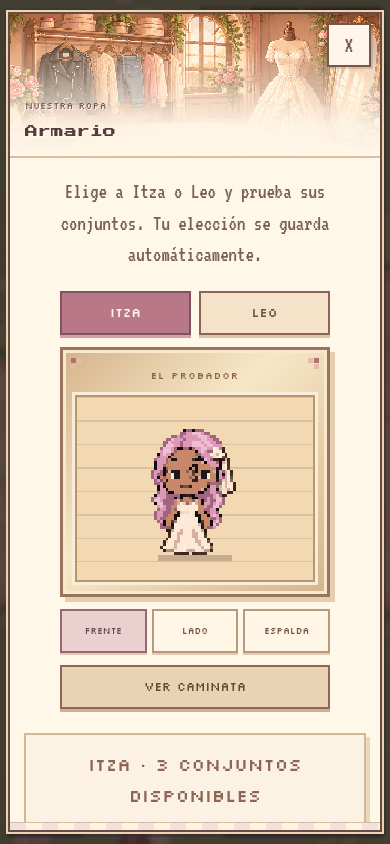 X
NUESTRA ROPA
Armario
Elige a Itza o Leo y prueba sus
conjuntos. Tu elección se guarda
automáticamente.
ITZA
LEO
EL PROBADOR
FRENTE
LADO
ESPALDA
VER CAMINATA
ITZA · 3 CONJUNTOS
DISPONIBLES